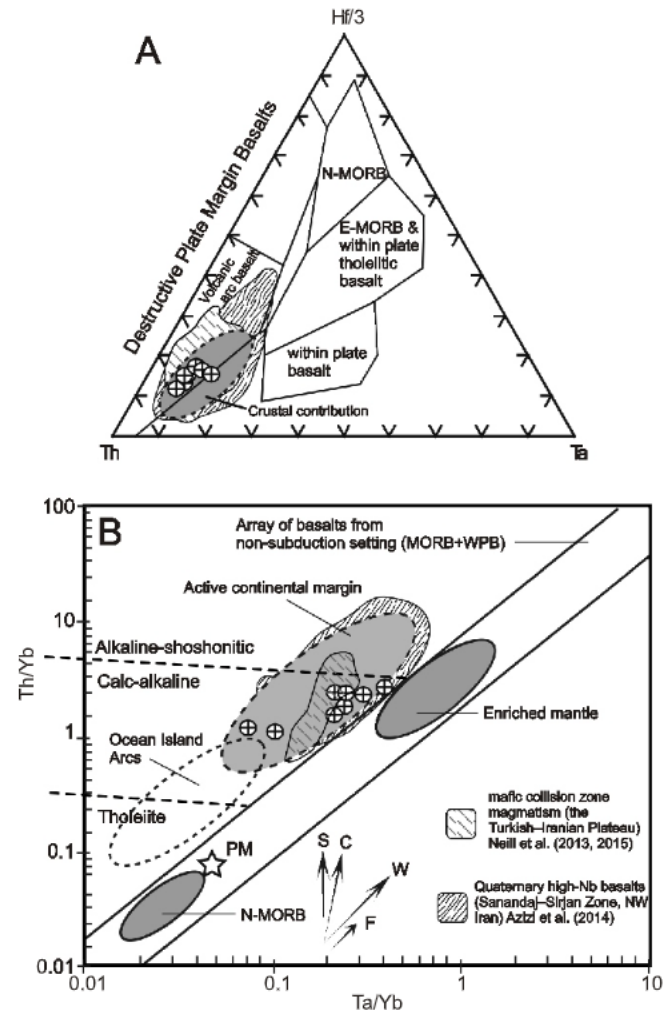 Hf/3
A
Destructive Plate Margin Basalts
N-MORB
E-MORB &
within plate
tholeiitic
basalt
Volcanic
arc basalt
within plate
basalt
Crustal contribution
Th
Ta
B
100
10
1
0.1
0.01
Th/Yb
Array of basalts from
non-subduction setting (MORB+WPB)
Active continental margin
Alkaline-shoshonitic
Calc-alkaline
Enriched mantle
Ocean Island
Arcs
Tholeiite
PM
N-MORB
S C
W
F
mafic collision zone
magmatism (the
Turkish–Iranian Plateau)
Neill et al. (2013, 2015)
Quaternary high-Nb basalts
(Sanandaj–Sirjan Zone, NW
Iran) Azizi et al. (2014)
0.01 0.1 1 10
Ta/Yb